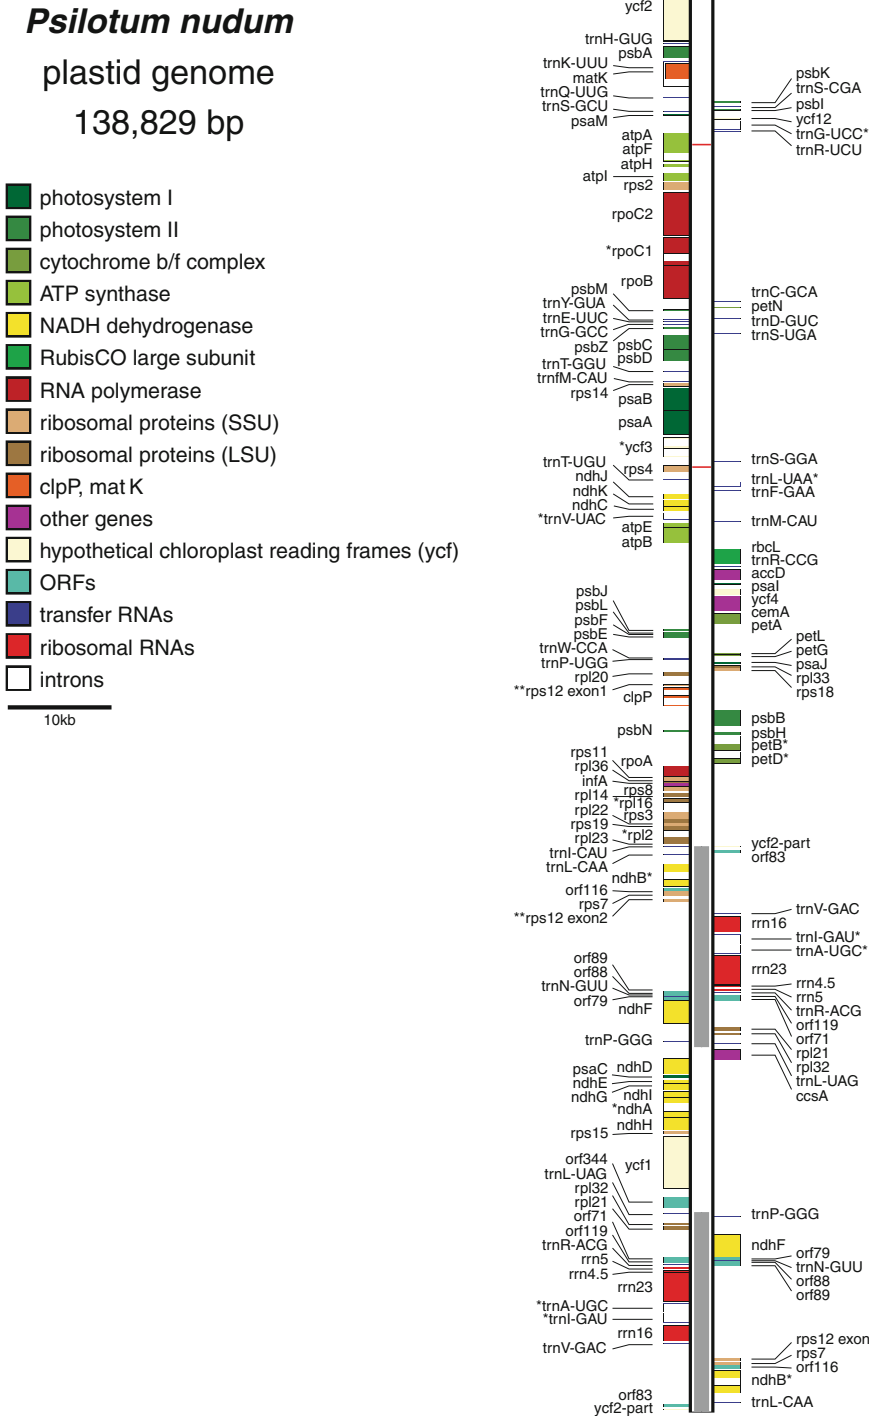 Psilotum nudum
plastid genome
138,829 bp
photosystem I
photosystem II
cytochrome b/f complex
ATP synthase
NADH dehydrogenase
RubisCO large subunit
RNA polymerase
ribosomal proteins (SSU)
ribosomal proteins (LSU)
clpP, mat K
other genes
hypothetical chloroplast reading frames (ycf)
ORFs
transfer RNAs
ribosomal RNAs
introns
10kb
ycf2
trnH-GUG
psbA
trnK-UUU
matK
trnQ-UUG
trnS-GCU
psaM
atpA
atpF
atpH
atpI
rps2
rpoC2
*rpoC1
rpoB
psbM
trnY-GUA
trnE-UUC
trnG-GCC
psbZ
psbC
psbD
trnT-GGU
trnfM-CAU
rps14
psaB
psaA
*ycf3
trnT-UGU
rps4
ndhJ
ndhK
ndhC
*trnV-UAC
atpE
atpB
psbJ
psbL
psbF
psbE
trnW-CCA
trnP-UGG
rpl20
**rps12 exon1
clpP
psbN
rps11
rpoA
rpl36
infA
rps8
rpl14
*rpl16
rpl22
rps3
rps19
rpl23
*rpl2
trnI-CAU
trnL-CAA
ndhB*
orf116
rps7
**rps12 exon2
orf89
orf88
trnN-GUU
orf79
ndhF
trnP-GGG
psaC
ndhD
ndhE
ndhG
ndhI
*ndhA
ndhH
rps15
orf344
ycf1
trnL-UAG
rpl32
rpl21
orf71
orf119
trnR-ACG
rrn5
rrn4.5
rrn23
*trnA-UGC
*trnI-GAU
rrn16
trnV-GAC
orf83
ycf2-part
psbK
trnS-CGA
psbI
ycf12
trnG-UCC*
trnR-UCU
trnC-GCA
petN
trnD-GUC
trnS-UGA
trnS-GGA
trnL-UAA*
trnF-GAA
trnM-CAU
rbcL
trnR-CCG
accD
psaI
ycf4
cemA
petA
petL
petG
psaJ
rpl33
rps18
psbB
psbH
petB*
petD*
ycf2-part
orf83
trnV-GAC
rrn16
trnI-GAU*
trnA-UGC*
rrn23
rrn4.5
rrn5
trnR-ACG
orf119
orf71
rpl21
rpl32
trnL-UAG
ccsA
trnP-GGG
ndhF
orf79
trnN-GUU
orf88
orf89
rps12 exon
rps7
orf116
ndhB*
trnL-CAA